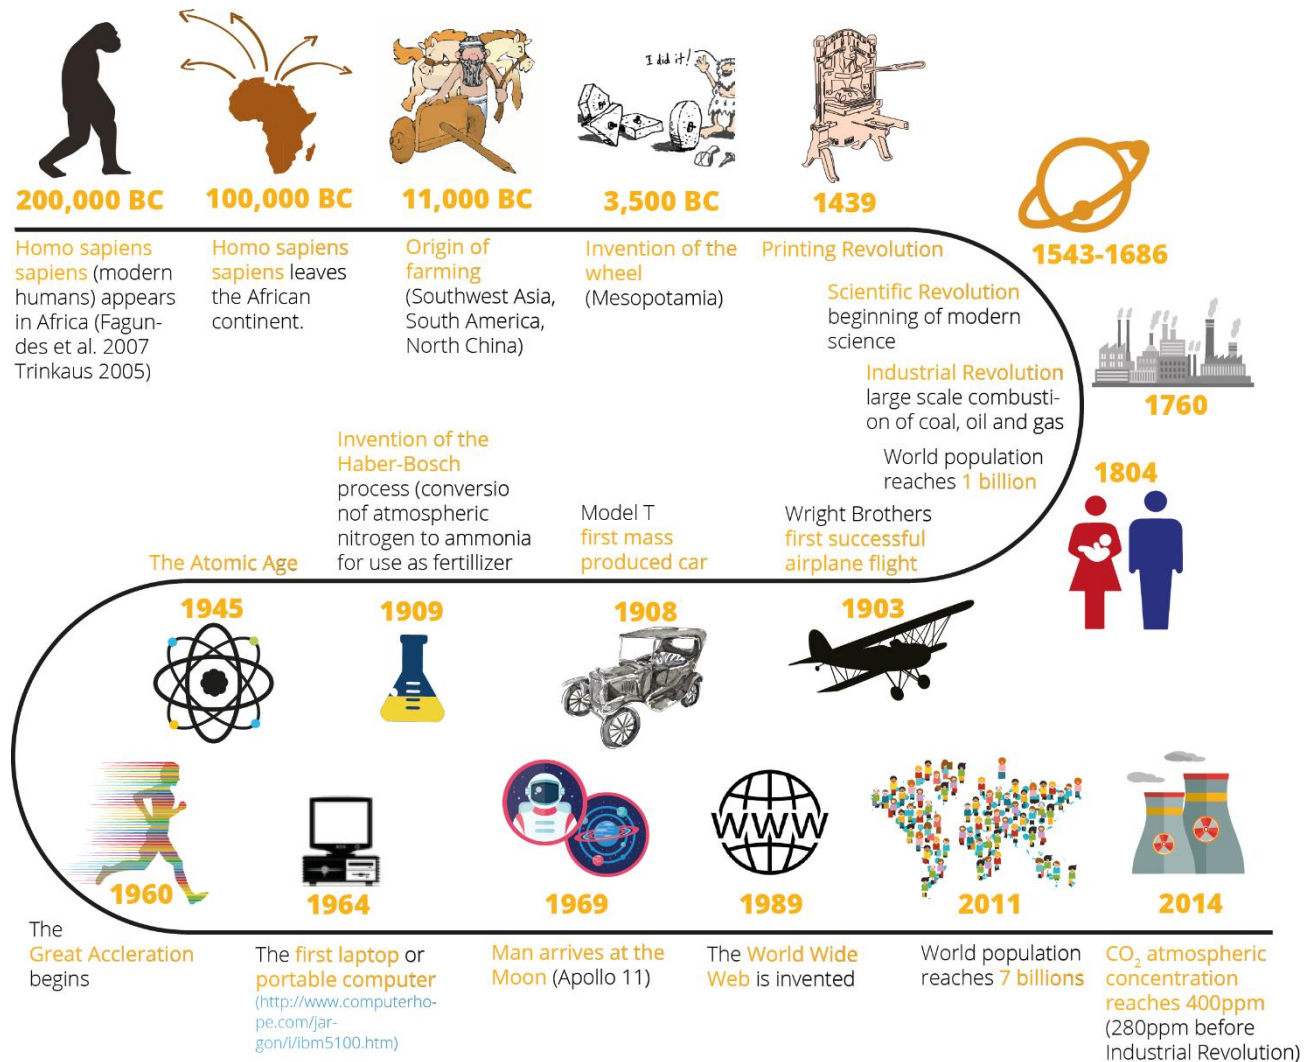 I did it!
200,000 BC
Homo sapiens
sapiens (modern
humans) appears
in Africa (Fagun-
des et al. 2007
Trinkaus 2005)
100,000 BC
Homo sapiens
sapiens leaves
the African
continent.
11,000 BC
Origin of
farming
(Southwest Asia,
South America,
North China)
3,500 BC
Invention of the
wheel
(Mesopotamia)
1439
Printing Revolution
1543-1686
Scientific Revolution
beginning of modern
science
1760
Industrial Revolution
large scale combusti-
on of coal, oil and gas
1804
World population
reaches 1 billion
Wright Brothers
first successful
airplane flight
1903
Model T
first mass
produced car
1908
Invention of the
Haber-Bosch
process (conversio
nof atmospheric
nitrogen to ammonia
for use as fertillizer
1909
The Atomic Age
1945
1960
The
Great Accleration
begins
1964
The first laptop or
portable computer
(http://www.computerho-
pe.com/jar-
gon/i/ibm5100.htm)
1969
Man arrives at the
Moon (Apollo 11)
WWW
1989
The World Wide
Web is invented
2011
World population
reaches 7 billions
2014
CO₂ atmospheric
concentration
reaches 400ppm
(280ppm before
Industrial Revolution)